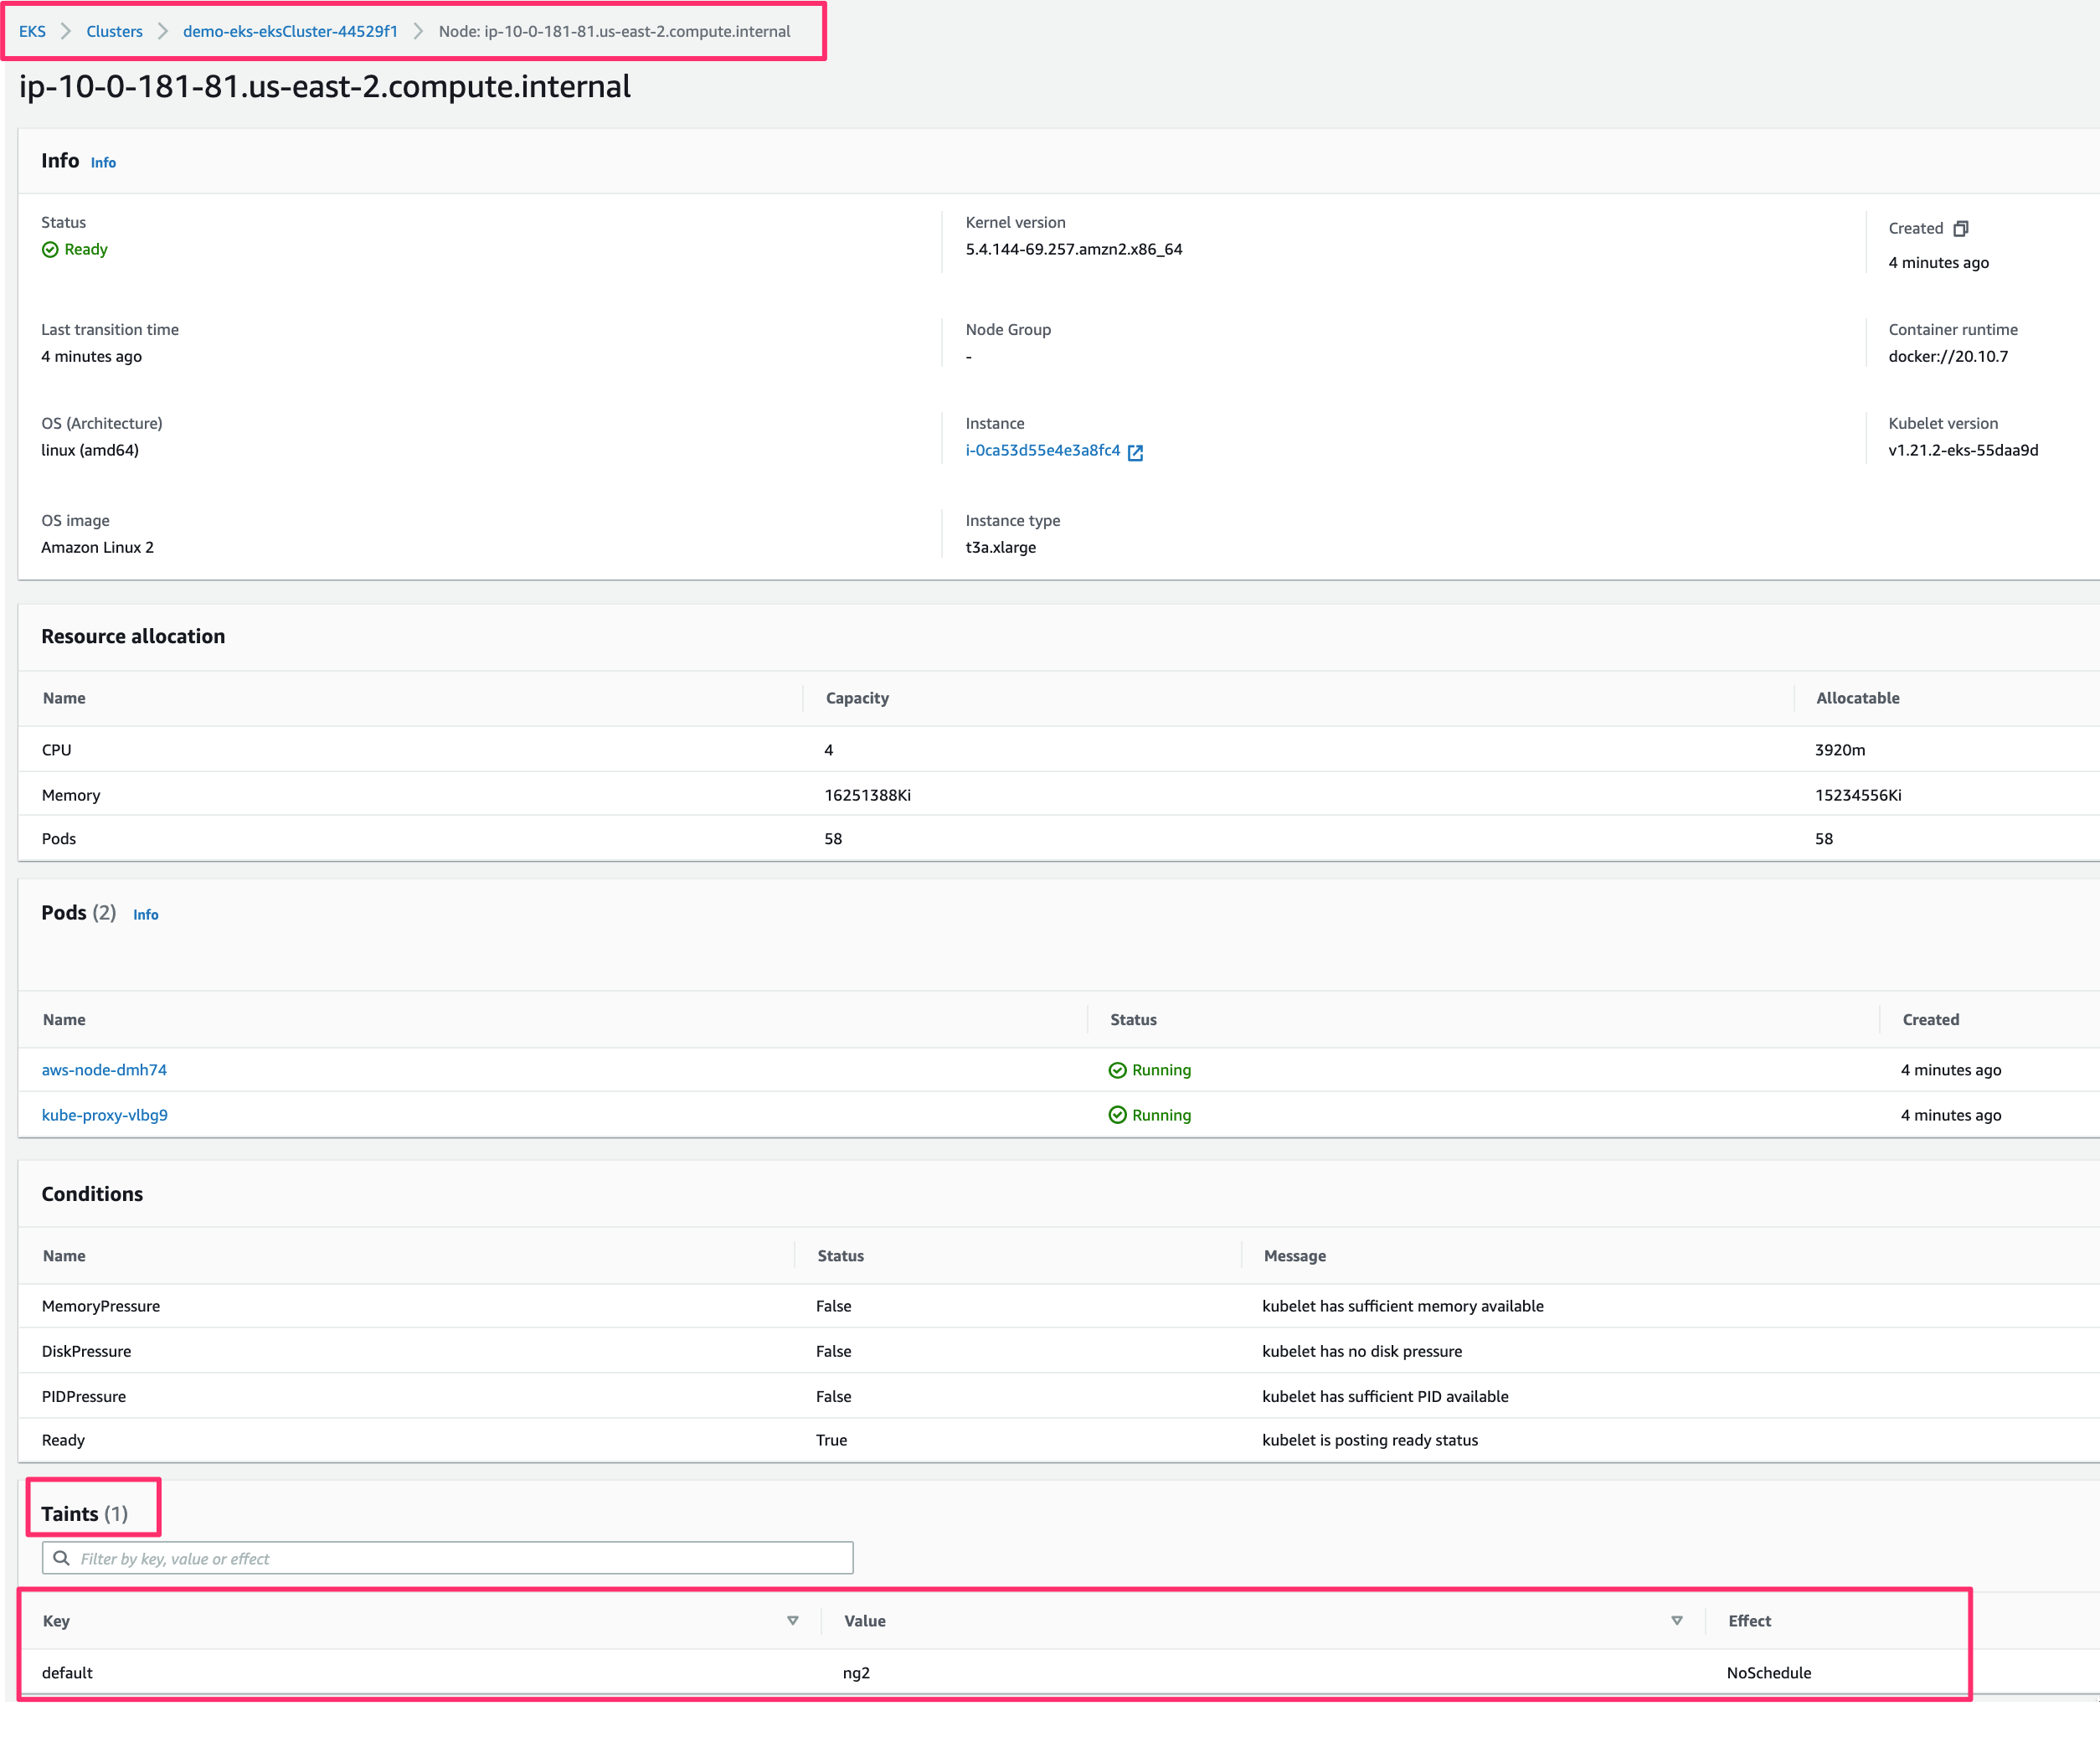 EKS Clusters demo-eks-eksCluster-44529f1 Node: ip-10-0-181-81.us-east-2.compute.internal
ip-10-0-181-81.us-east-2.compute.internal
Info Info
Status Kernel version Created
Ready 5.4.144-69.257.amzn2.x86_64 4 minutes ago
Last transition time Node Group Container runtime
4 minutes ago - docker://20.10.7
OS (Architecture) Instance Kubelet version
linux (amd64) i-0ca53d55e4e3a8fc4 v1.21.2-eks-55daa9d
OS image Instance type
Amazon Linux 2 t3a.xlarge
Resource allocation
Name Capacity Allocatable
CPU 4 3920m
Memory 16251388Ki 15234556Ki
Pods 58 58
Pods (2) Info
Name Status Created
aws-node-dmh74 Running 4 minutes ago
kube-proxy-vlbg9 Running 4 minutes ago
Conditions
Name Status Message
MemoryPressure False kubelet has sufficient memory available
DiskPressure False kubelet has no disk pressure
PIDPressure False kubelet has sufficient PID available
Ready True kubelet is posting ready status
Taints (1)
Filter by key, value or effect
Key Value Effect
default ng2 NoSchedule